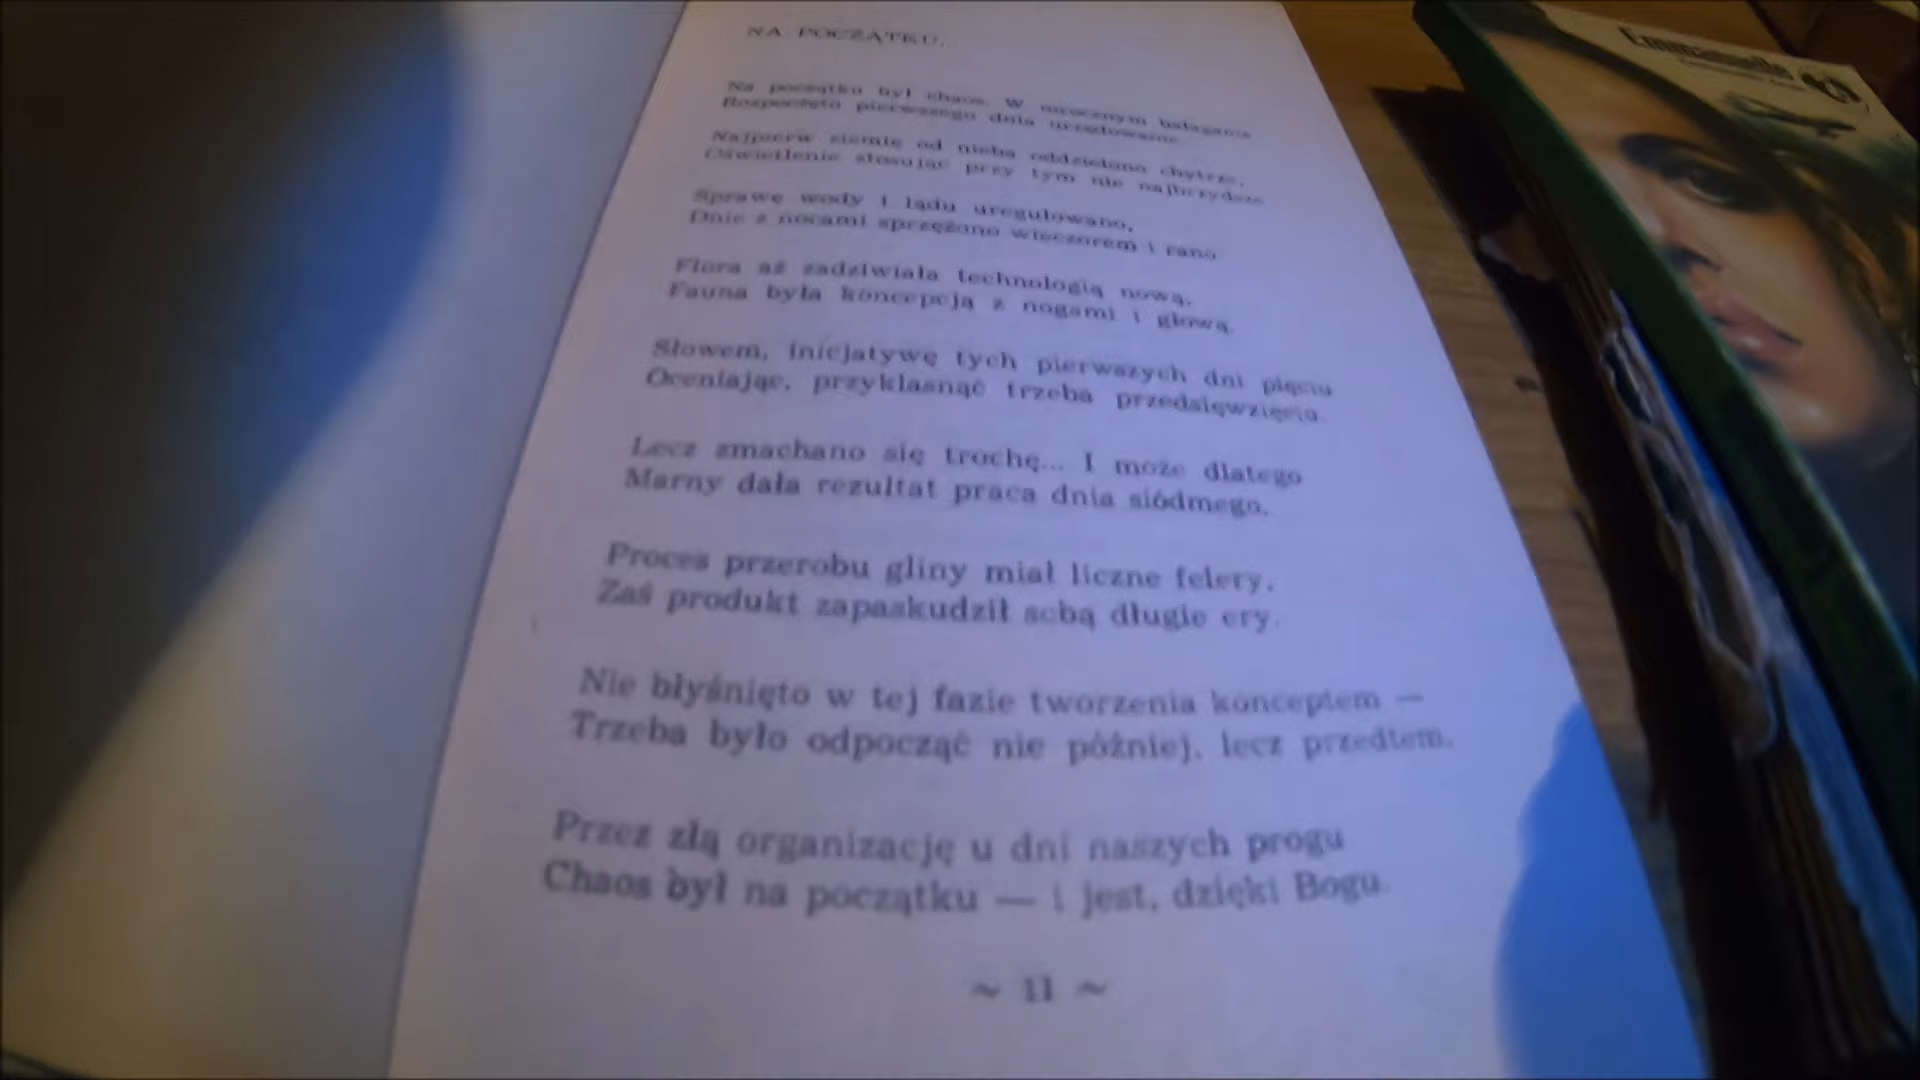 NA POCZĄTKU...
Na początku był chaos. W mrocznym bałaganie
Rozpoczęto pierwszego dnia urzędowanie.
Najpierw ziemię od nieba oddzielono chytrze,
Oświetlenie stosując przy tym nie najbrzydsze.
Sprawę wody i lądu uregulowano,
Dnie z nocami sprzężono wieczorem i rano.
Flora aż zadziwiała technologią nową,
Fauna była koncepcją z nogami i głową.
Słowem, inicjatywę tych pierwszych dni pięciu
Oceniając, przyklasnąć trzeba przedsięwzięciu.
Lecz zmachano się trochę... I może dlatego
Marny dała rezultat praca dnia siódmego.
Proces przerobu gliny miał liczne felery,
Zaś produkt zapaskudził sobą długie ery.
Nie błyśnięto w tej fazie tworzenia konceptem —
Trzeba było odpocząć nie później, lecz przedtem.
Przez złą organizację u dni naszych progu
Chaos był na początku — i jest, dzięki Bogu.
~ 11 ~
Emmanuelle